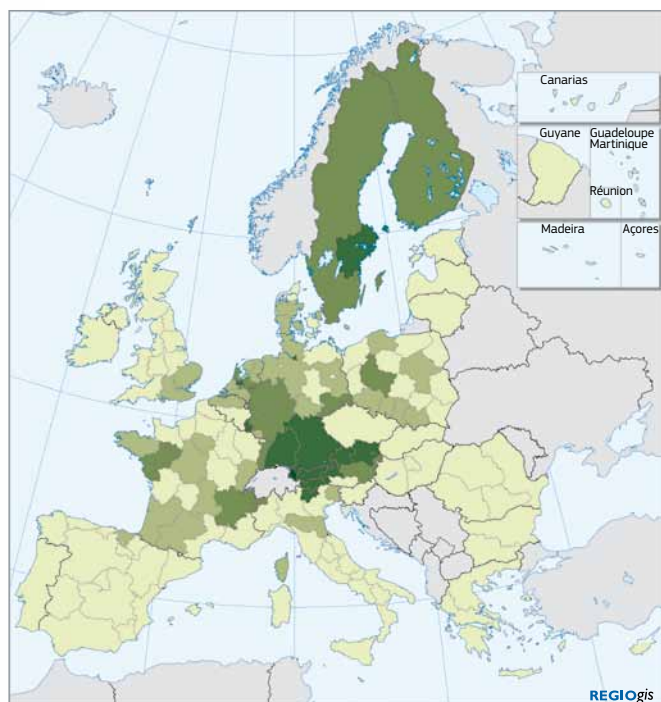 Canarias
Guyane
Guadeloupe
Martinique
Réunion
Madeira
Açores
REGIOgis